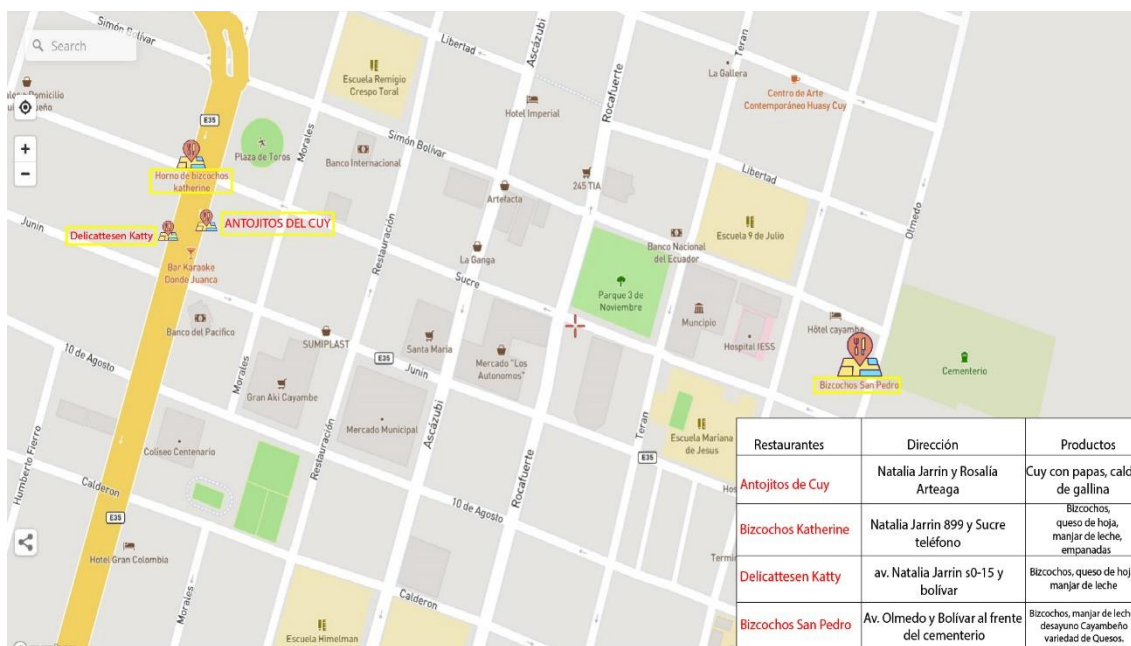 Simón Bolívar
Search
Libertad
Ascázubi
Rocafuerte
Teran
La Gallera
Escuela Remigio
Crespo Toral
Centro de Arte
Contemporáneo Huasy Cuy
Hotel Imperial
E35
Plaza de Toros
Morales
Banco Internacional
Simón Bolívar
245 TIA
Libertad
Horno de bizcochos
katherine
Artefacta
Olmedo
Junin
Delicattesen Katty
ANTOJITOS DEL CUY
Restauración
Escuela 9 de Julio
Banco Nacional
del Ecuador
La Ganga
Bar Karaoke
Donde Juanca
Sucre
Parque 3 de
Noviembre
Muncipio
Hôtel cayambe
Banco del Pacifico
SUMIPLAST
Santa Maria
Hospital IESS
10 de Agosto
E35
Junin
Mercado "Los
Autonomos"
Cementerio
Morales
Bizcochos San Pedro
Gran Aki Cayambe
Mercado Municipal
Ascázubi
Teran
Escuela Mariana
de Jesus
Humberto Fierro
Coliseo Centenario
Restauración
E35
Calderon
Rocafuerte
10 de Agosto
E35
Hotel Gran Colombia
Calderon
Morales
Escuela Himelman
Restaurantes Dirección Productos
Antojitos de Cuy
Natalia Jarrin y Rosalía
Arteaga
Cuy con papas, cald
de gallina
Bizcochos Katherine
Natalia Jarrin 899 y Sucre
teléfono
Bizcochos,
queso de hoja,
manjar de leche,
empanadas
Delicattesen Katty
av. Natalia Jarrin s0-15 y
bolívar
Bizcochos, queso de hoj
manjar de leche
Bizcochos San Pedro
Av. Olmedo y Bolívar al frente
del cementerio
Bizcochos, manjar de lech
desayuno Cayambeño
variedad de Quesos.